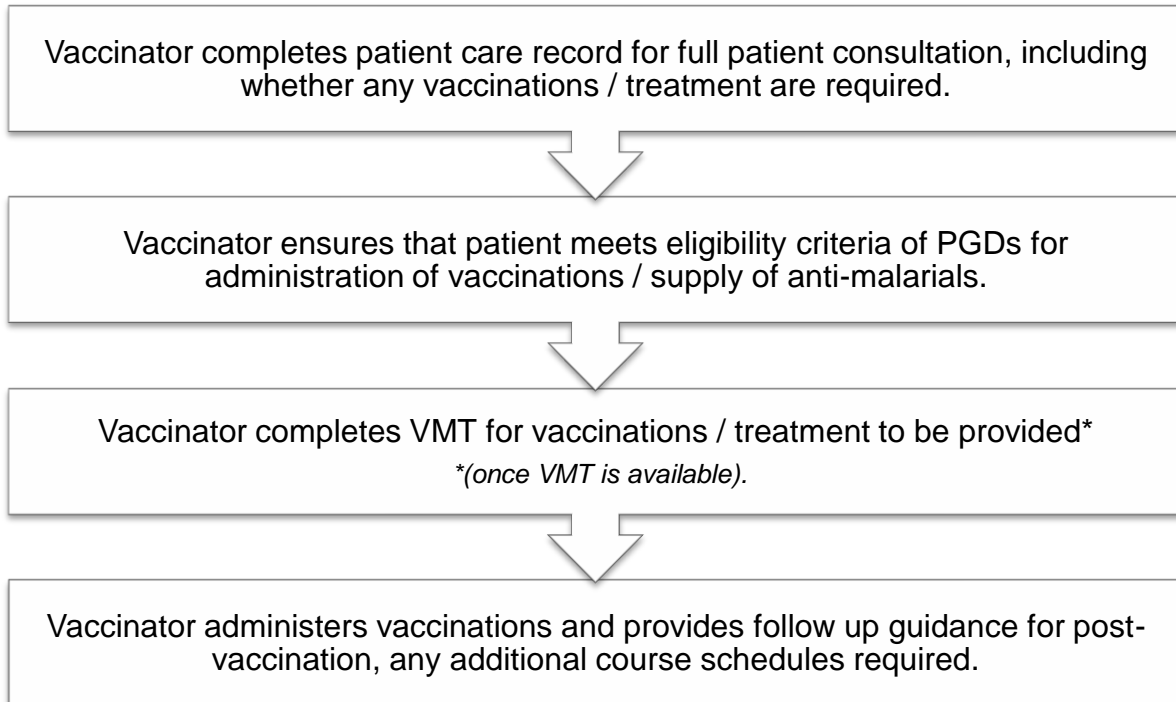 Vaccinator completes patient care record for full patient consultation, including
whether any vaccinations / treatment are required.
Vaccinator ensures that patient meets eligibility criteria of PGDs for
administration of vaccinations / supply of anti-malarials.
Vaccinator completes VMT for vaccinations / treatment to be provided*
*(once VMT is available).
Vaccinator administers vaccinations and provides follow up guidance for post-
vaccination, any additional course schedules required.